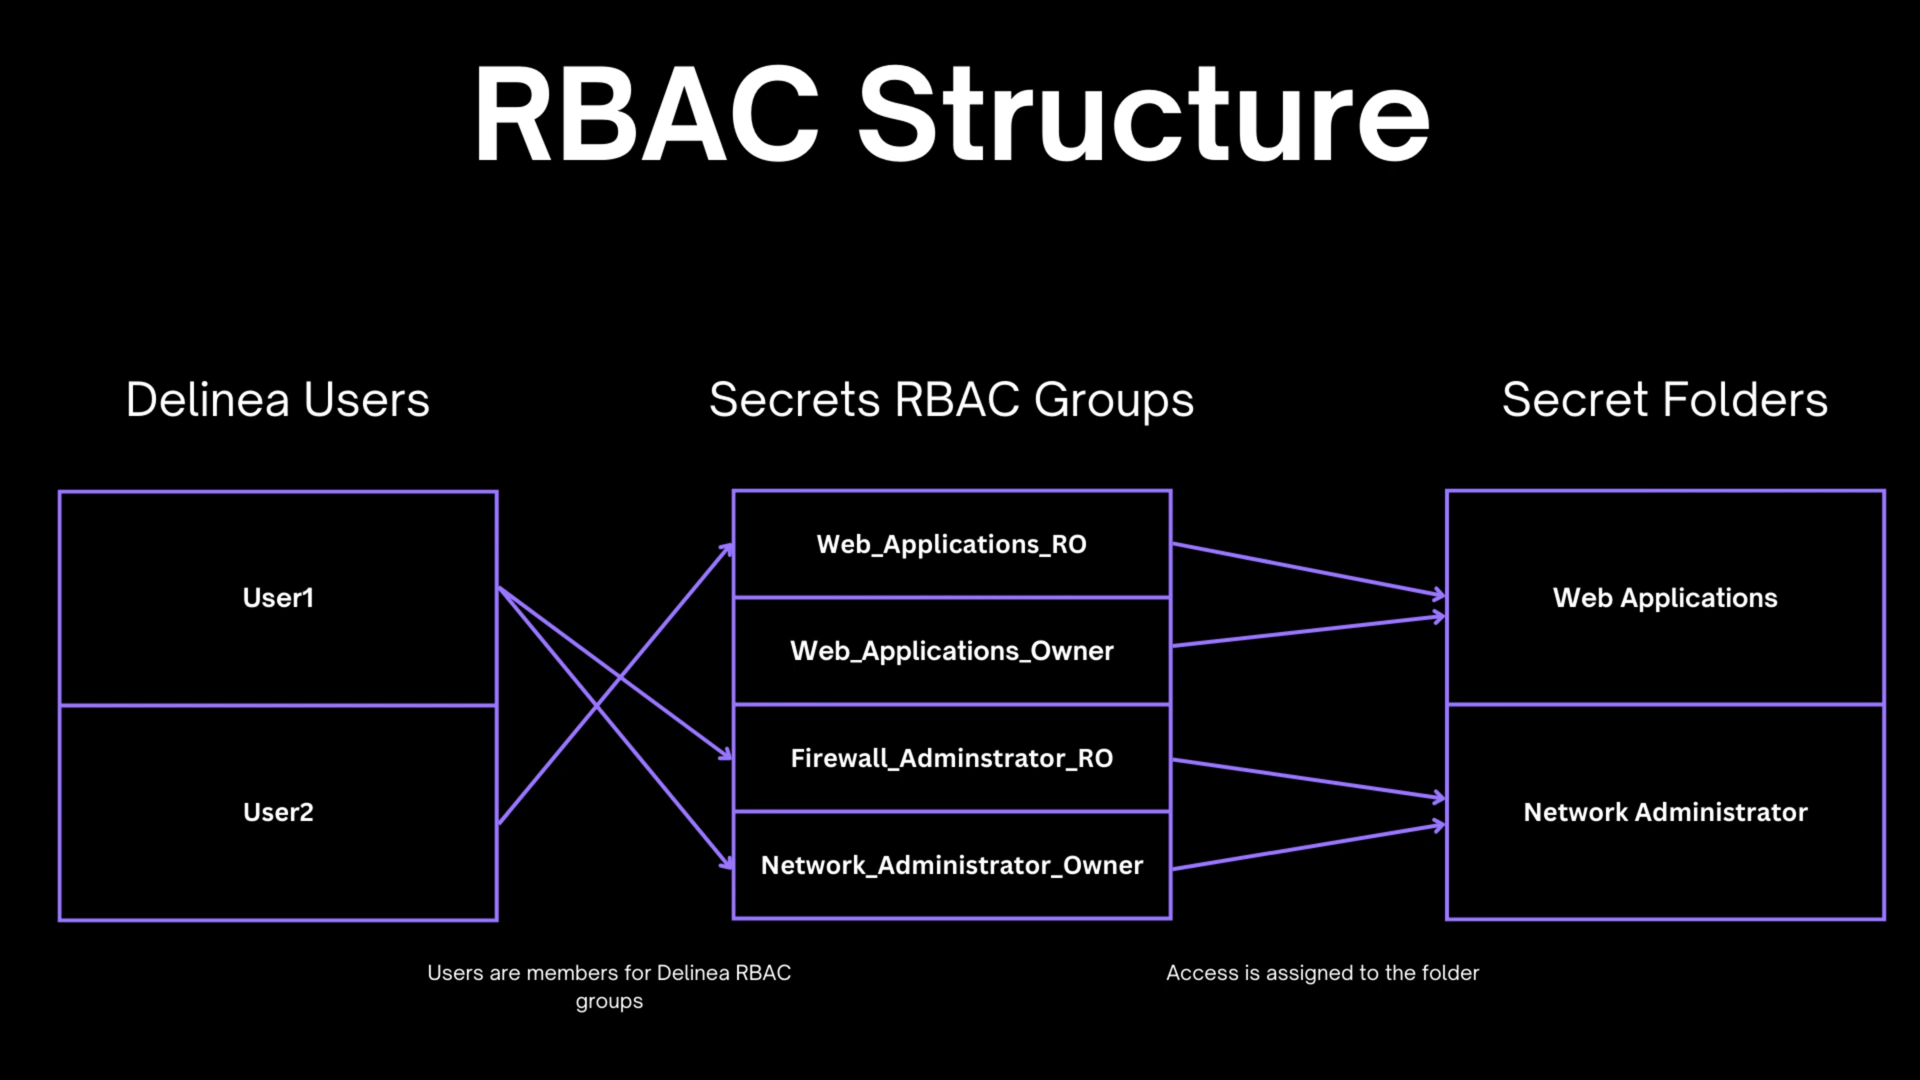 RBAC Structure
Delinea Users
Secrets RBAC Groups
Secret Folders
User1
User2
Web_Applications_RO
Web_Applications_Owner
Firewall_Adminstrator_RO
Network_Administrator_Owner
Web Applications
Network Administrator
Users are members for Delinea RBAC
groups
Access is assigned to the folder